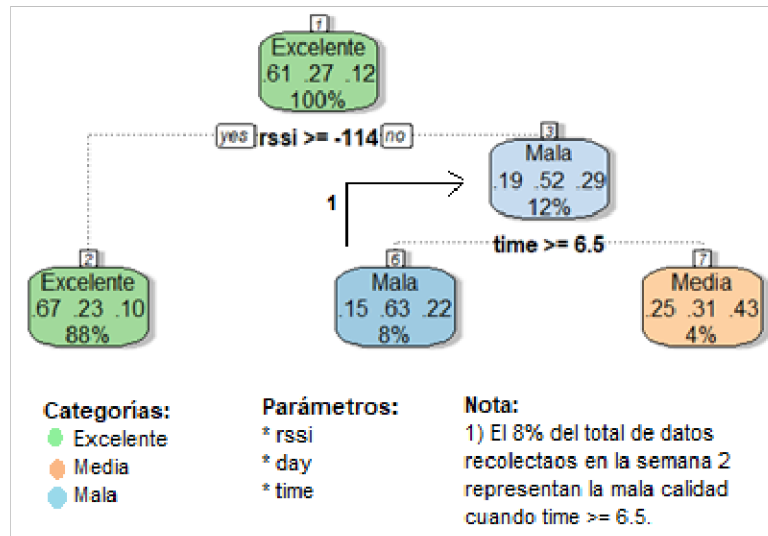 1
Excelente
.61 .27 .12
100%
yes rssi >= -114 no
3
Mala
.19 .52 .29
12%
1
time >= 6.5
2
Excelente
.67 .23 .10
88%
6
Mala
.15 .63 .22
8%
7
Media
.25 .31 .43
4%
Categorías:
Excelente
Media
Mala
Parámetros:
* rssi
* day
* time
Nota:
1) El 8% del total de datos
recolectaos en la semana 2
representan la mala calidad
cuando time >= 6.5.